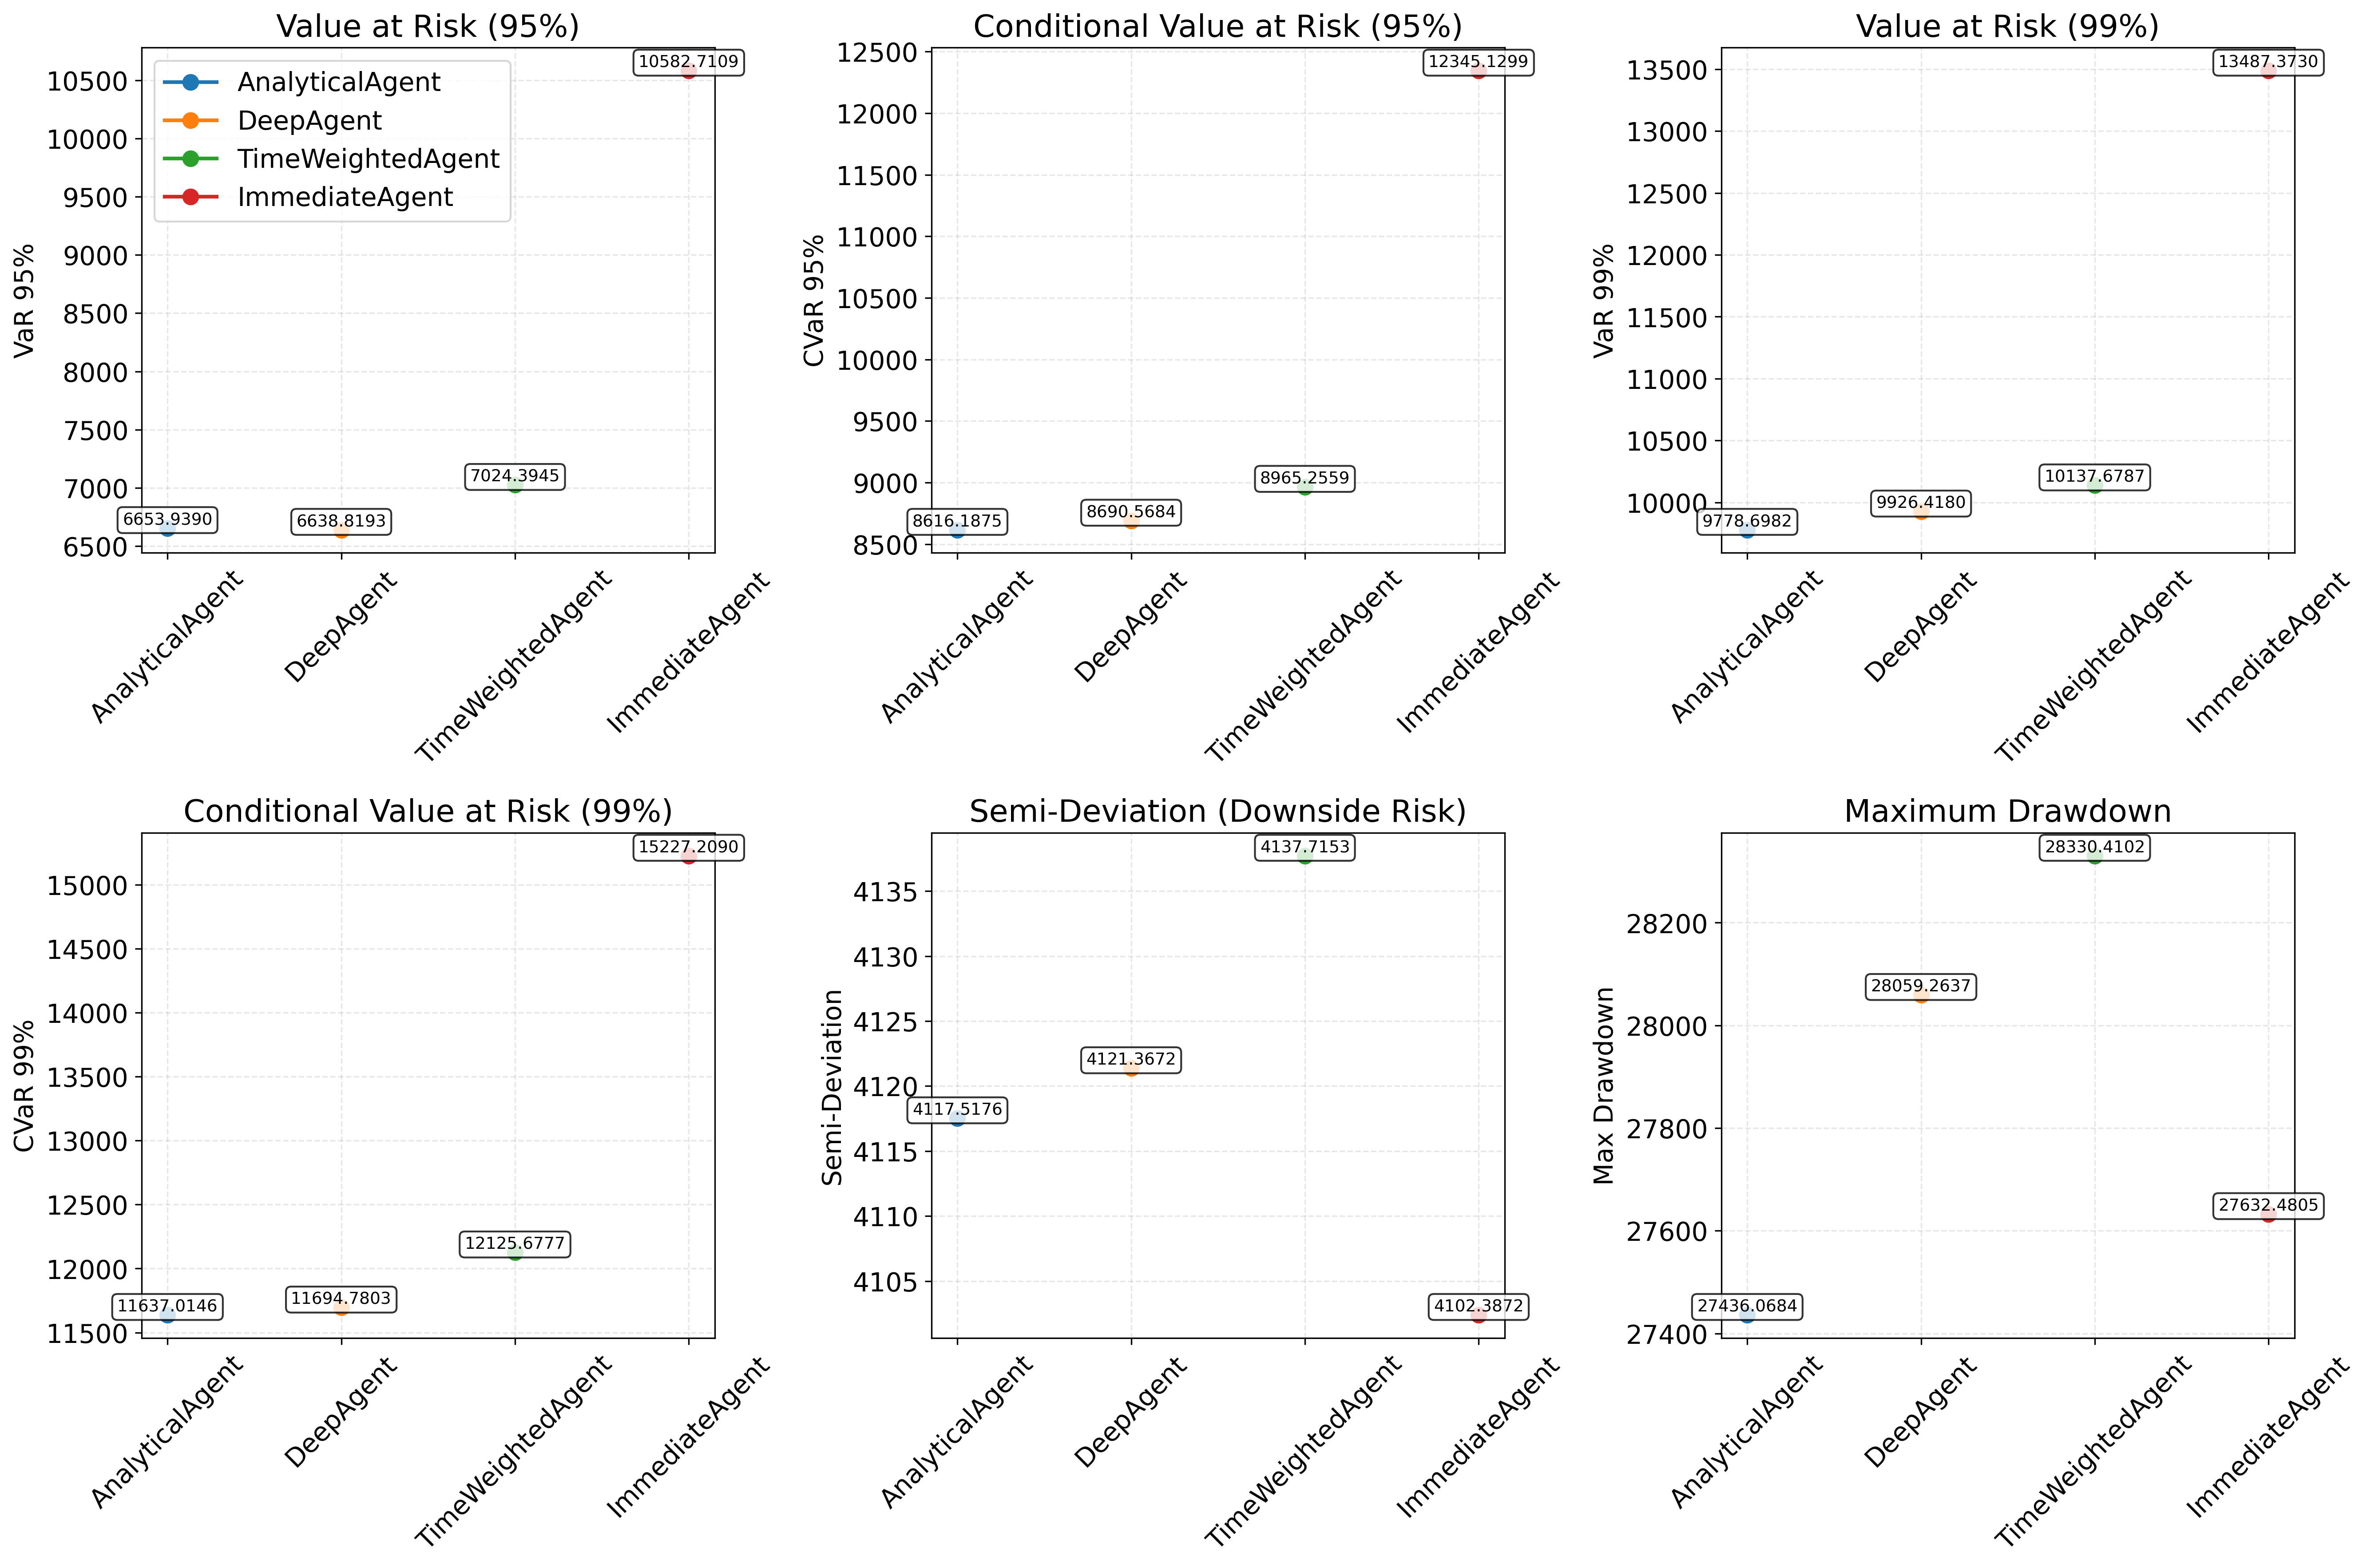 Value at Risk (95%)
VaR 95%
10500
10000
9500
9000
8500
8000
7500
7000
6500
AnalyticalAgent
DeepAgent
TimeWeightedAgent
ImmediateAgent
6653.9390
6638.8193
7024.3945
10582.7109
AnalyticalAgent
DeepAgent
TimeWeightedAgent
ImmediateAgent
Conditional Value at Risk (95%)
CVaR 95%
12500
12000
11500
11000
10500
10000
9500
9000
8500
8616.1875
8690.5684
8965.2559
12345.1299
AnalyticalAgent
DeepAgent
TimeWeightedAgent
ImmediateAgent
Value at Risk (99%)
VaR 99%
13500
13000
12500
12000
11500
11000
10500
10000
9778.6982
9926.4180
10137.6787
13487.3730
AnalyticalAgent
DeepAgent
TimeWeightedAgent
ImmediateAgent
Conditional Value at Risk (99%)
CVaR 99%
15000
14500
14000
13500
13000
12500
12000
11500
11637.0146
11694.7803
12125.6777
15227.2090
AnalyticalAgent
DeepAgent
TimeWeightedAgent
ImmediateAgent
Semi-Deviation (Downside Risk)
Semi-Deviation
4135
4130
4125
4120
4115
4110
4105
4117.5176
4121.3672
4137.7153
4102.3872
AnalyticalAgent
DeepAgent
TimeWeightedAgent
ImmediateAgent
Maximum Drawdown
Max Drawdown
28200
28000
27800
27600
27400
27436.0684
28059.2637
28330.4102
27632.4805
AnalyticalAgent
DeepAgent
TimeWeightedAgent
ImmediateAgent